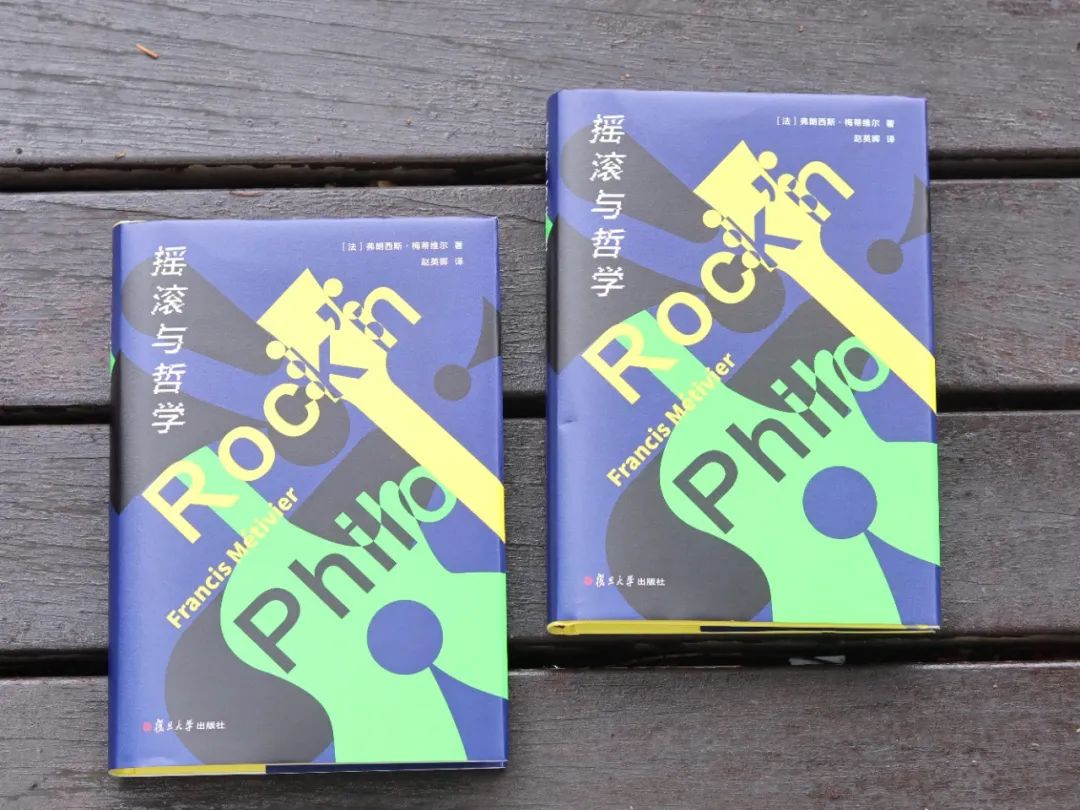 摇滚与哲学
[法] 弗朗西斯·梅蒂维尔 著
赵英晖 译
Rock'n
Philo
Francis Métivier
復旦大學出版社
摇滚与哲学
[法] 弗朗西斯·梅蒂维尔 著
赵英晖 译
Rock'n
Philo
Francis Métivier
復旦大學出版社